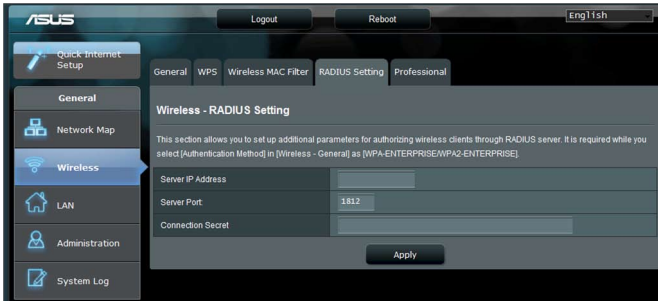 ASUS
Logout
Reboot
English
Quick Internet
Setup
General
Network Map
Wireless
LAN
Administration
System Log
General
WPS
Wireless MAC Filter
RADIUS Setting
Professional
Wireless - RADIUS Setting
This section allows you to set up additional parameters for authorizing wireless clients through RADIUS server. It is required while you
select [Authentication Method] in [Wireless - General] as [WPA-ENTERPRISE/WPA2-ENTERPRISE].
Server IP Address
Server Port:
1812
Connection Secret
Apply